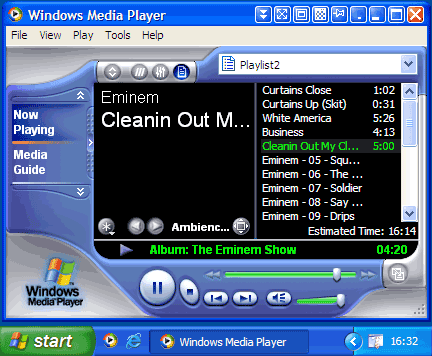 Windows Media Player
File View Play Tools Help
Playlist2
Now
Playing
Media
Guide
Eminem
Cleanin Out My M...
Ambienc...
Curtains Close 1:02
Curtains Up (Skit) 0:31
White America 5:26
Business 4:13
Cleanin Out My Cl... 5:00
Eminem - 05 - Squ...
Eminem - 06 - The ...
Eminem - 07 - Soldier
Eminem - 08 - Say ...
Eminem - 09 - Drips
Estimated Time: 16:14
Album: The Eminem Show 04:20
Windows
Media Player
start
Windows Media Player
16:32